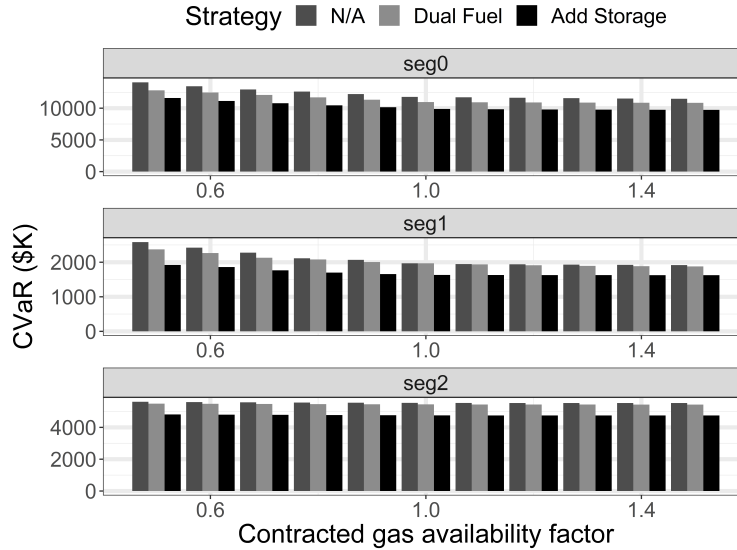 Strategy N/A Dual Fuel Add Storage
seg0
10000
5000
0
0.6 1.0 1.4
seg1
2000
1000
0
0.6 1.0 1.4
seg2
4000
2000
0
0.6 1.0 1.4
CVaR ($K)
Contracted gas availability factor